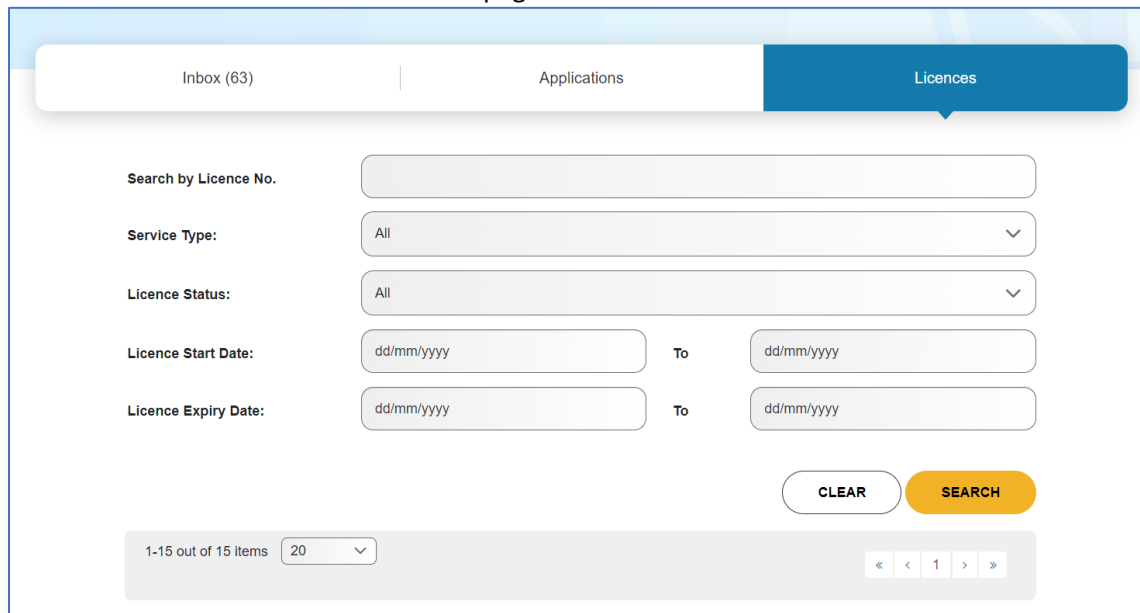 Inbox (63) Applications Licences
Search by Licence No.
Service Type: All
Licence Status: All
Licence Start Date: dd/mm/yyyy To dd/mm/yyyy
Licence Expiry Date: dd/mm/yyyy To dd/mm/yyyy
CLEAR SEARCH
1-15 out of 15 items 20 « < 1 > »